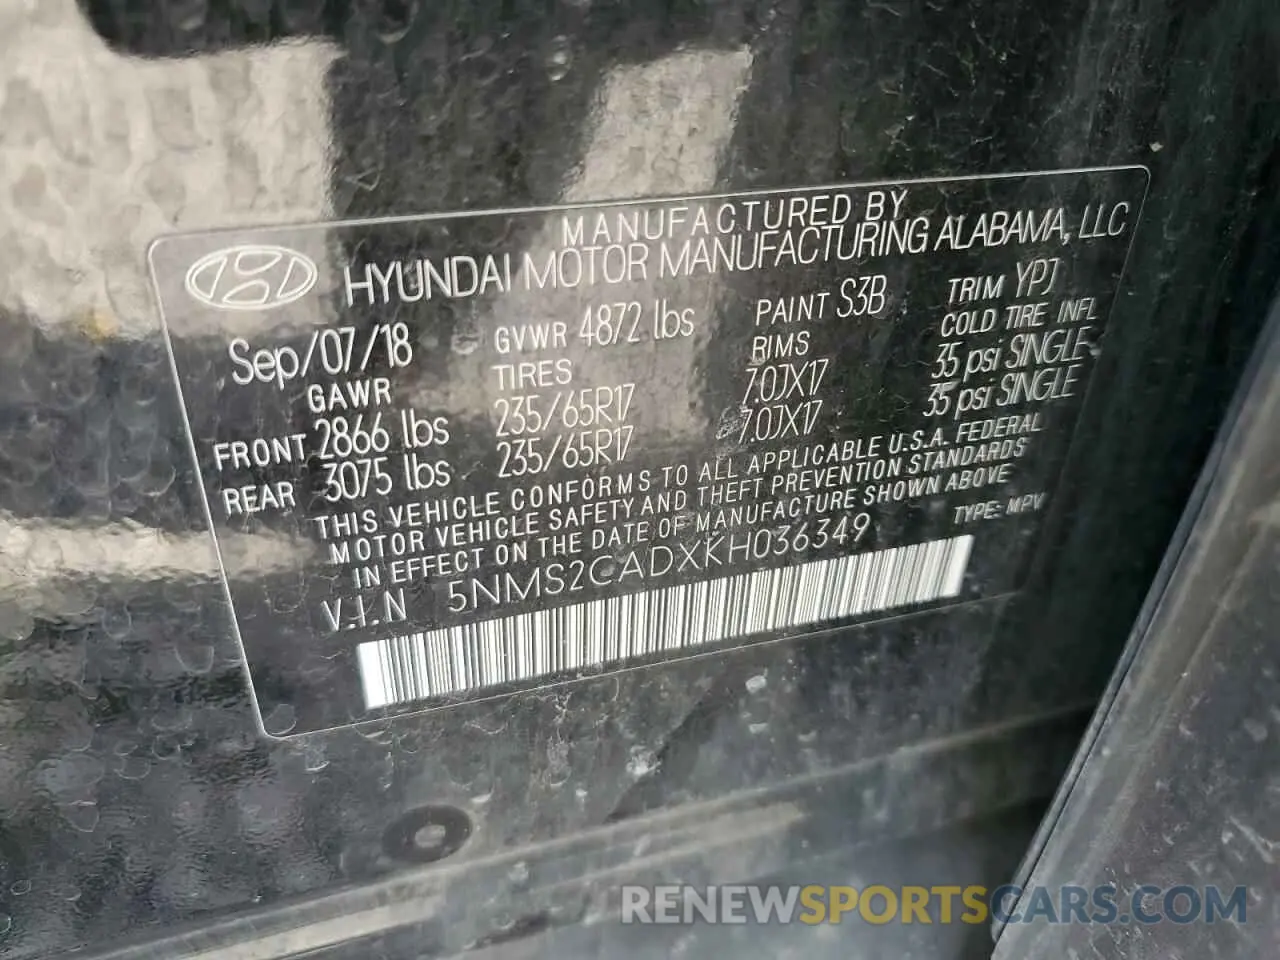 MANUFACTURED BY
HYUNDAI MOTOR MANUFACTURING ALABAMA, LLC
Sep/07/18 GVWR 4872 lbs PAINT S3B TRIM YPJ
GAWR TIRES RIMS COLD TIRE INFL
FRONT 2866 lbs 235/65R17 7.0JX17 35 psi SINGLE
REAR 3075 lbs 235/65R17 7.0JX17 35 psi SINGLE
THIS VEHICLE CONFORMS TO ALL APPLICABLE U.S.A. FEDERAL
MOTOR VEHICLE SAFETY AND THEFT PREVENTION STANDARDS
IN EFFECT ON THE DATE OF MANUFACTURE SHOWN ABOVE
V.I.N 5NMS2CADXKH036349 TYPE: MPV
RENEWSPORTSCARS.COM